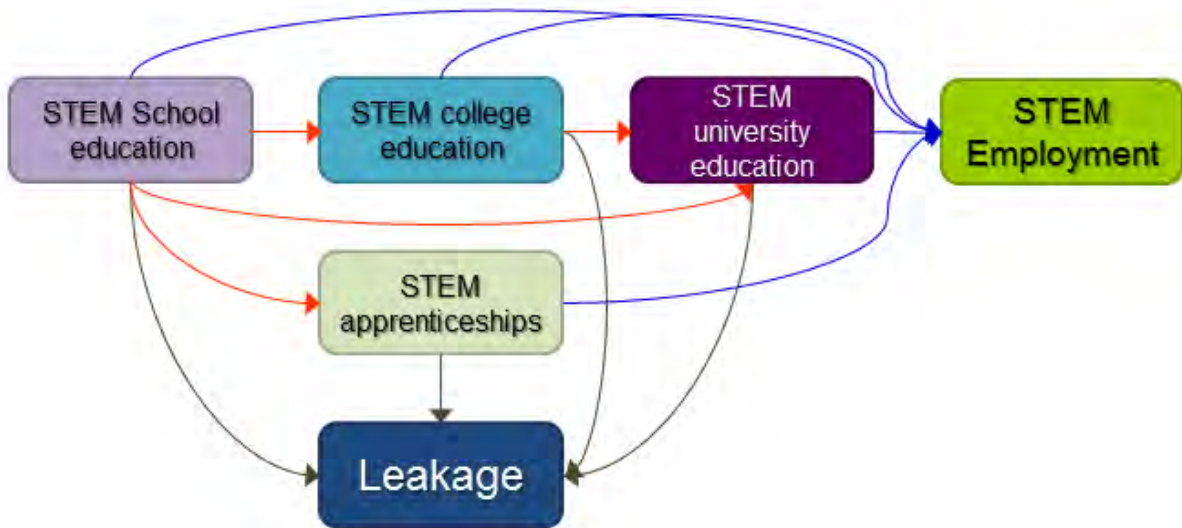 STEM School
education
STEM college
education
STEM
university
education
STEM
Employment
STEM
apprenticeships
Leakage